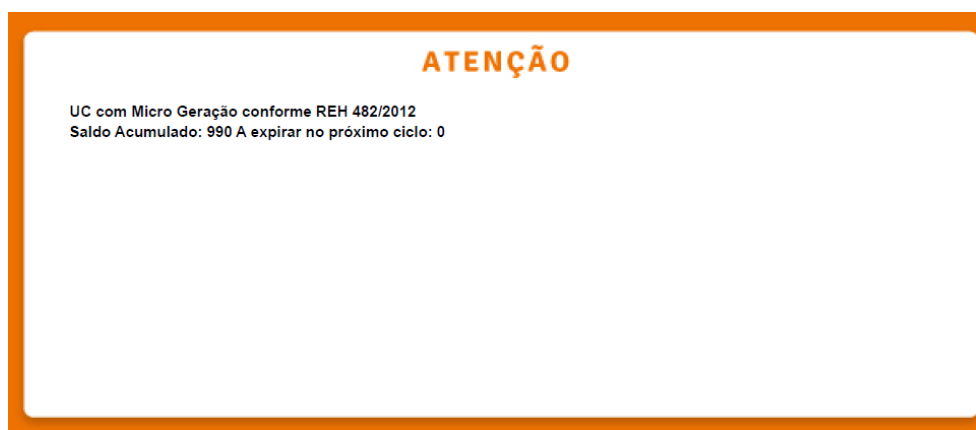 ATENÇÃO
UC com Micro Geração conforme REH 482/2012
Saldo Acumulado: 990 A expirar no próximo ciclo: 0